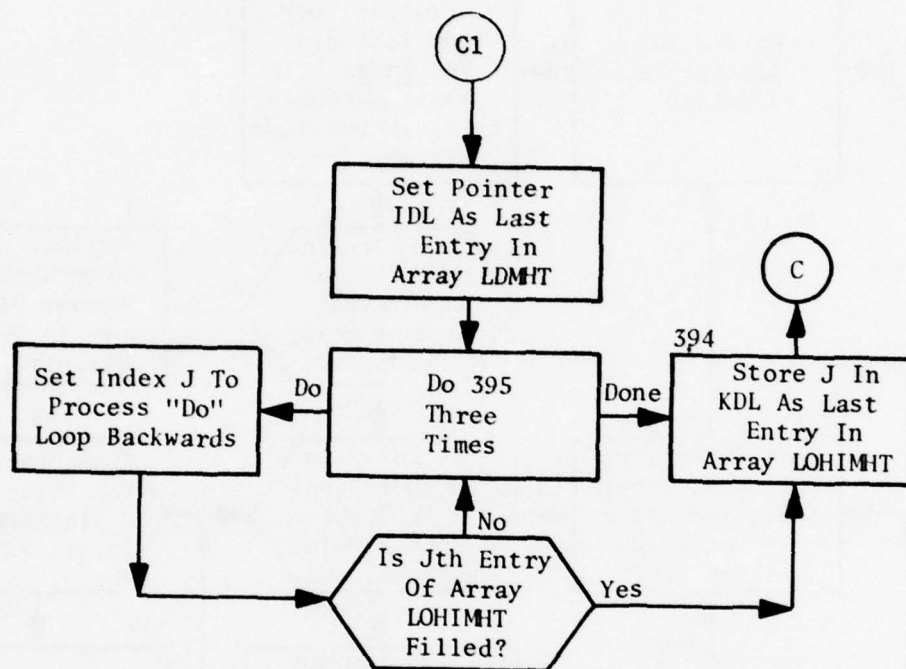 C1
Set Pointer
IDL As Last
Entry In
Array LDMHT
C
394
Set Index J To
Process "Do"
Loop Backwards
Do
Do 395
Three
Times
Done
Store J In
KDL As Last
Entry In
Array LOHIMHT
No
Is Jth Entry
Of Array
LOHIMHT
Filled?
Yes